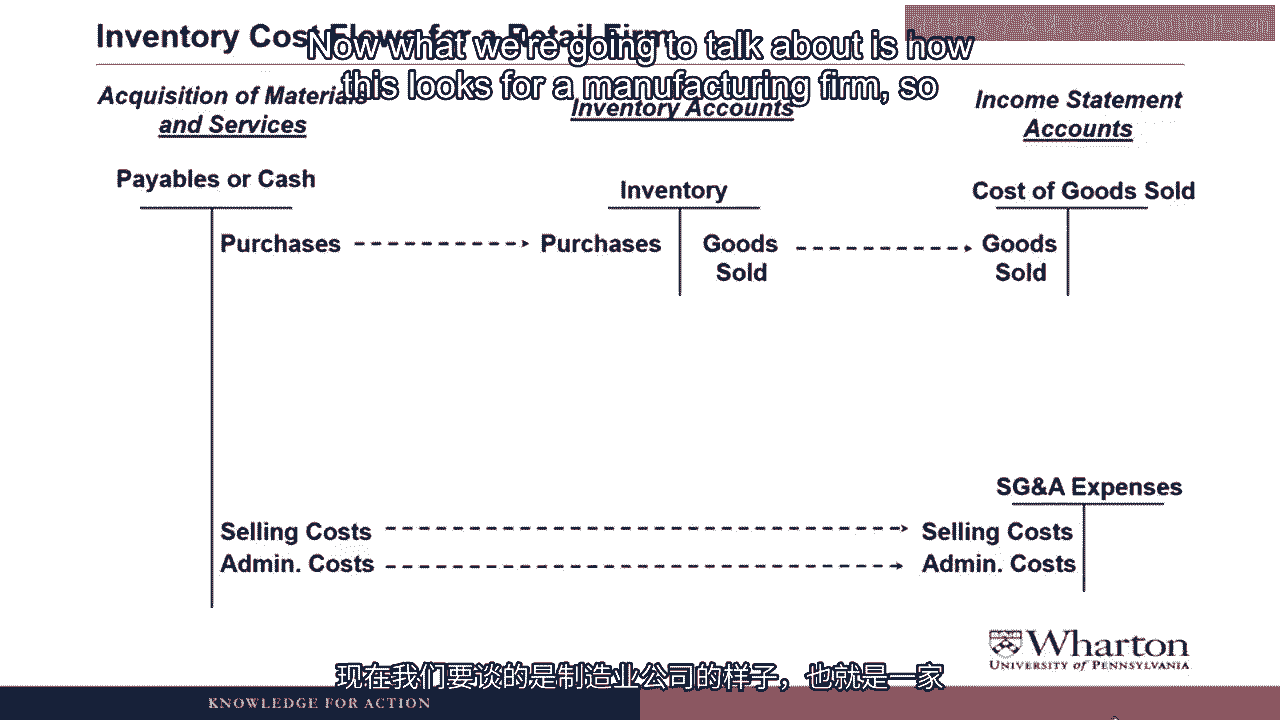 Inventory Cost Flows for a Retail Firm
Now what we're going to talk about is how
this looks for a manufacturing firm, so
Acquisition of Materials
and Services
Inventory Accounts
Income Statement
Accounts
Payables or Cash
Inventory
Cost of Goods Sold
Purchases
Purchases
Goods
Sold
Goods
Sold
SG&A Expenses
Selling Costs
Selling Costs
Admin. Costs
Admin. Costs
Wharton
UNIVERSITY OF PENNSYLVANIA
现在我们要谈的是制造业公司的样子，也就是一家
KNOWLEDGE FOR ACTION